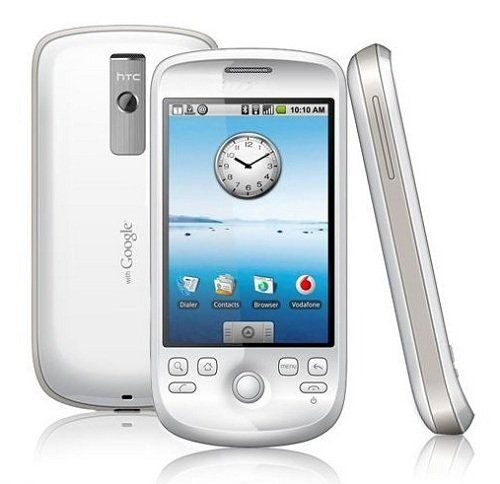 hTC
with Google
10:10 AM
Dialer
Contacts
Browser
Vodafone
MENU